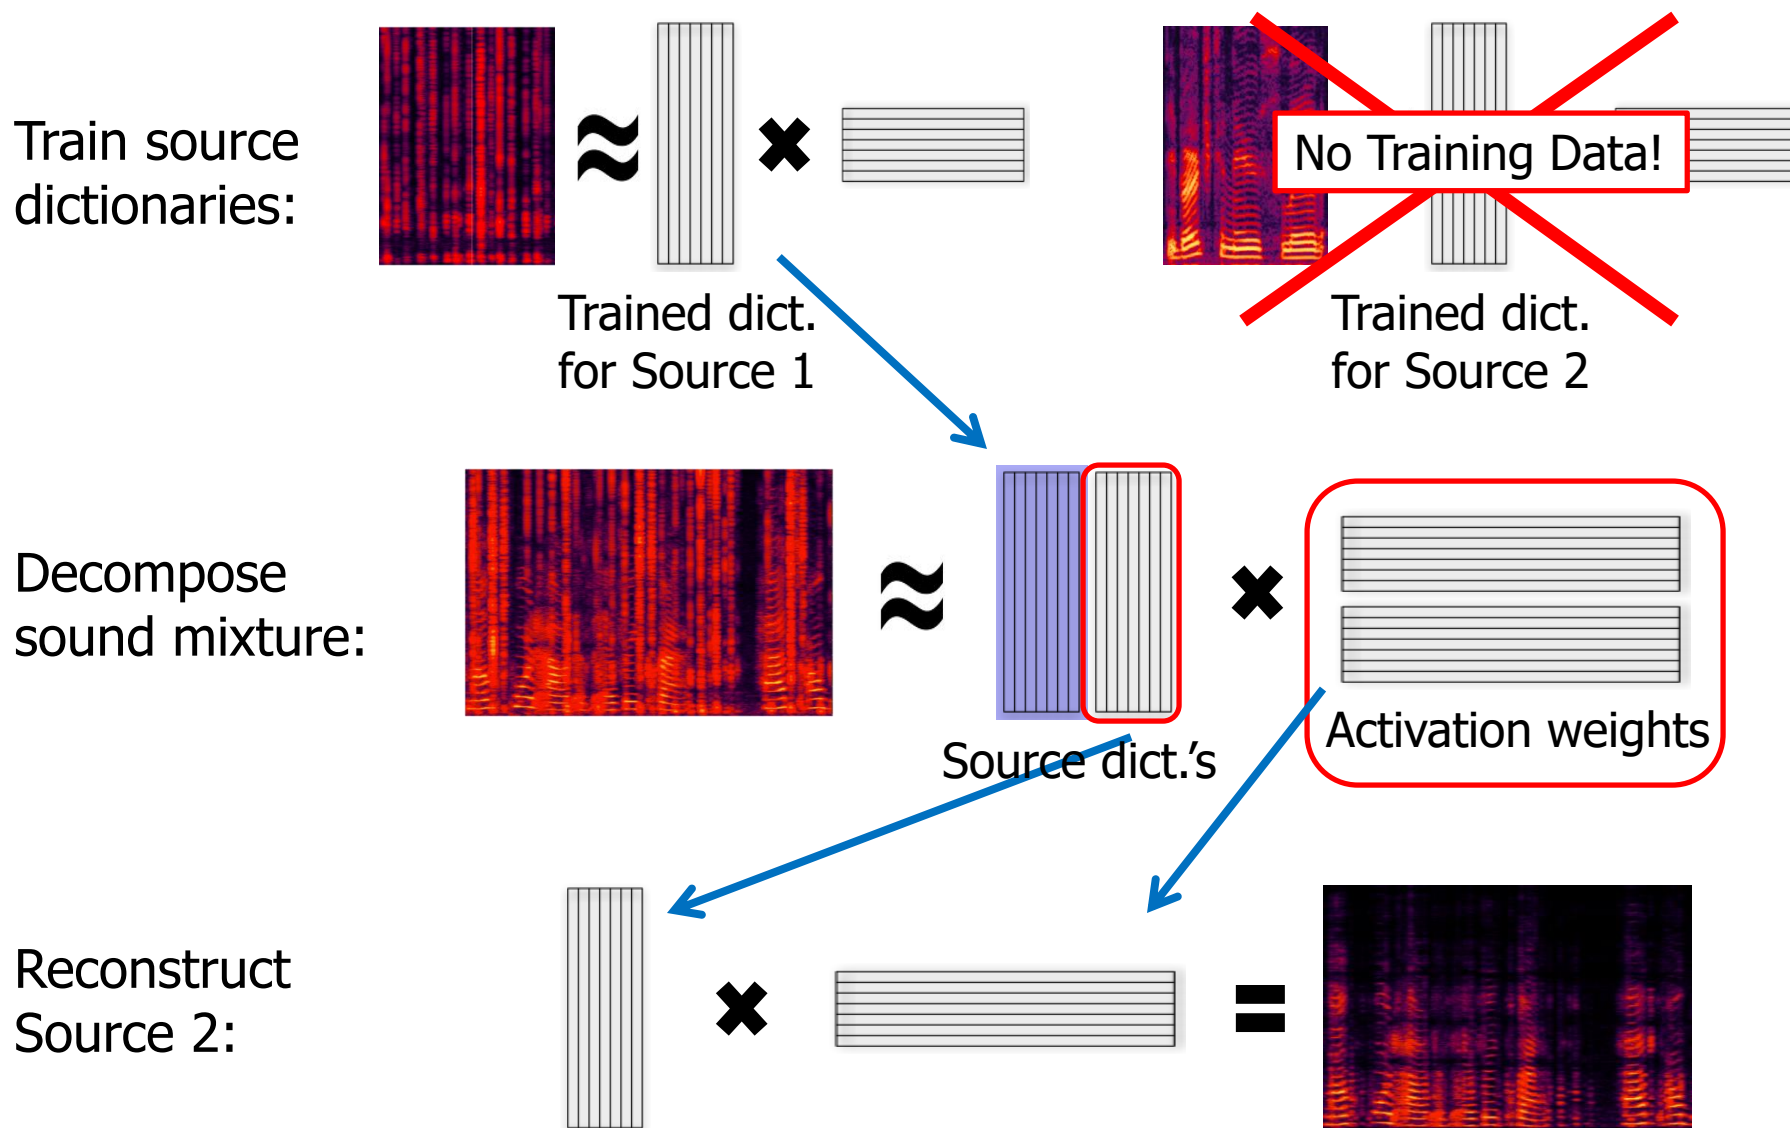 Train source
dictionaries:
No Training Data!
Trained dict.
for Source 1
Trained dict.
for Source 2
Decompose
sound mixture:
Source dict.’s
Activation weights
Reconstruct
Source 2: